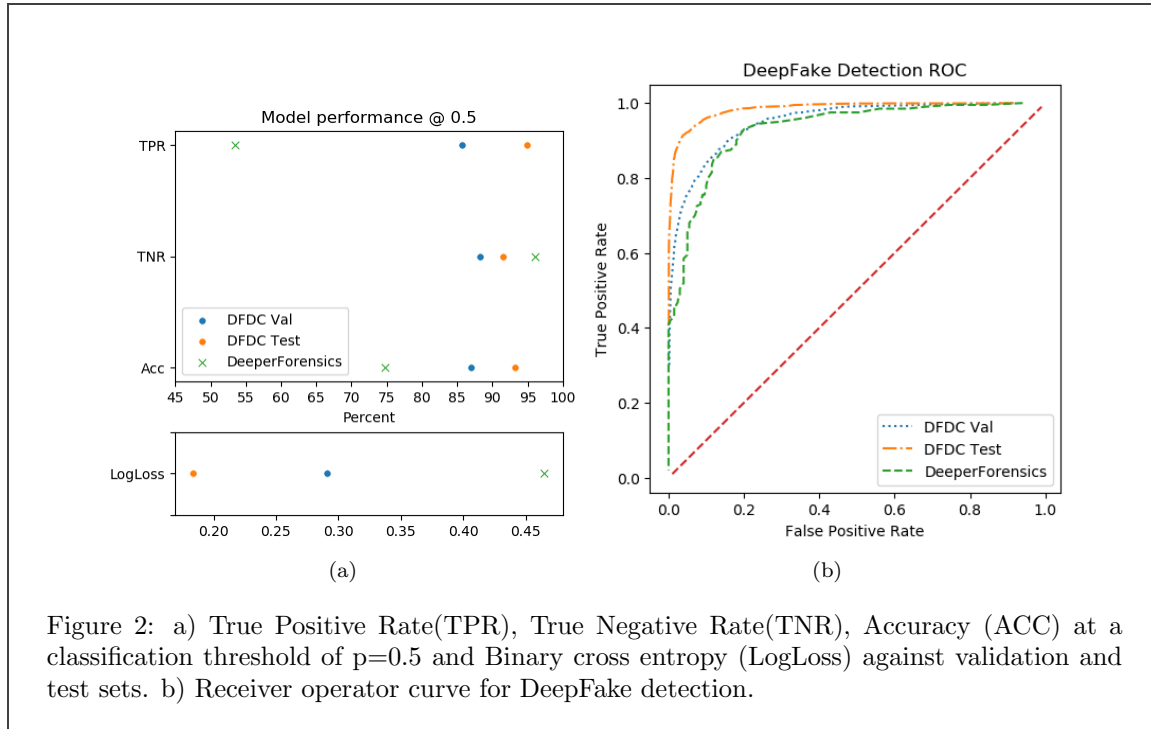 Model performance @ 0.5
TPR
TNR
Acc
DFDC Val
DFDC Test
DeeperForensics
45 50 55 60 65 70 75 80 85 90 95 100
Percent
LogLoss
0.20 0.25 0.30 0.35 0.40 0.45
(a)
DeepFake Detection ROC
True Positive Rate
1.0
0.8
0.6
0.4
0.2
0.0
DFDC Val
DFDC Test
DeeperForensics
0.0 0.2 0.4 0.6 0.8 1.0
False Positive Rate
(b)
Figure 2: a) True Positive Rate(TPR), True Negative Rate(TNR), Accuracy (ACC) at a
classification threshold of p=0.5 and Binary cross entropy (LogLoss) against validation and
test sets. b) Receiver operator curve for DeepFake detection.